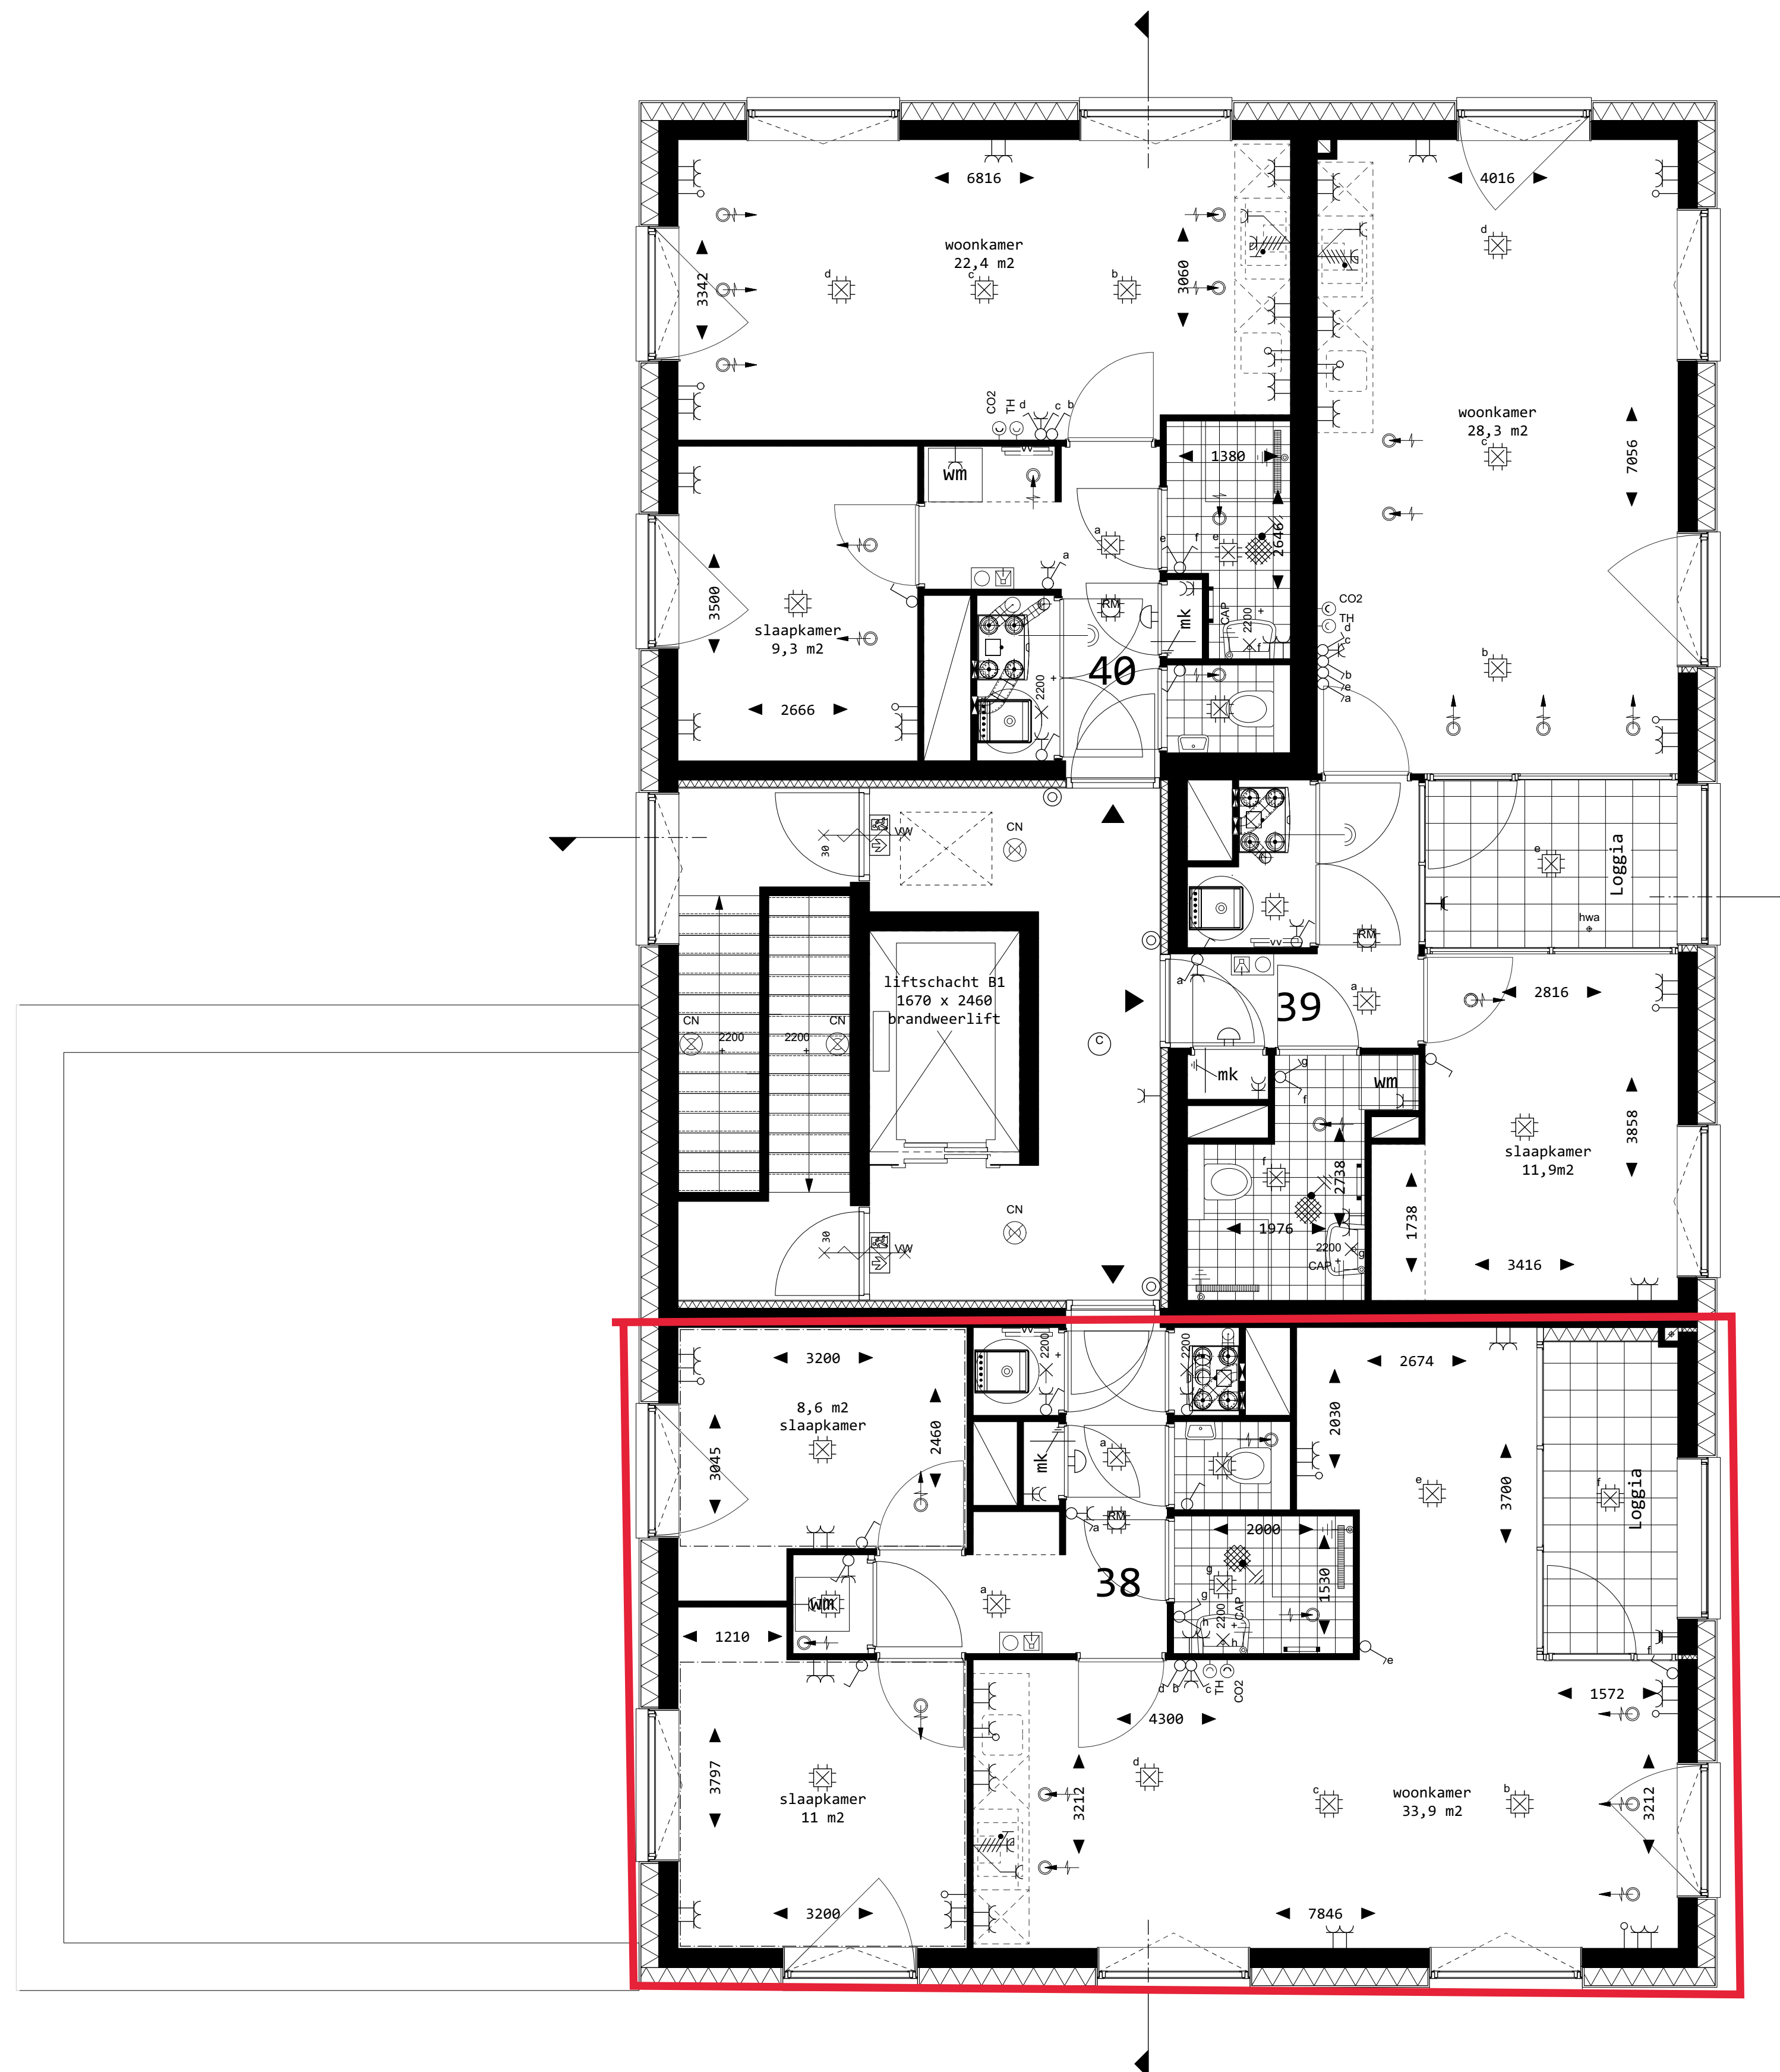 6816
4016
3342
woonkamer
22,4 m2
3060
d
c
b
d
woonkamer
28,3 m2
c
7056
CO2
TH
d
c
b
wm
vv
1380
2646
a
e
f
e
a
3500
slaapkamer
9,3 m2
RM
mk
CAP
2200
f
40
2200
2666
CO2
TH
d
c
b
e
a
b
30
VW
CN
e
Loggia
hwa
RM
vv
liftschacht B1
1670 x 2460
brandweerlift
CN
2200
2200
CN
C
a
39
a
2816
mk
g
f
wm
3858
slaapkamer
11,9m2
f
2738
1976
1738
2200
g
CAP
3416
30
VW
CN
3200
8,6 m2
slaapkamer
3045
2460
vv
2200
2200
2674
2030
3700
e
f
Loggia
mk
a
RM
a
2000
1530
38
g
g
h
2200
CAP
h
wm
a
1210
e
f
d
b
c
TH
CO2
1572
4300
3797
slaapkamer
11 m2
d
3212
c
woonkamer
33,9 m2
b
3212
3200
7846